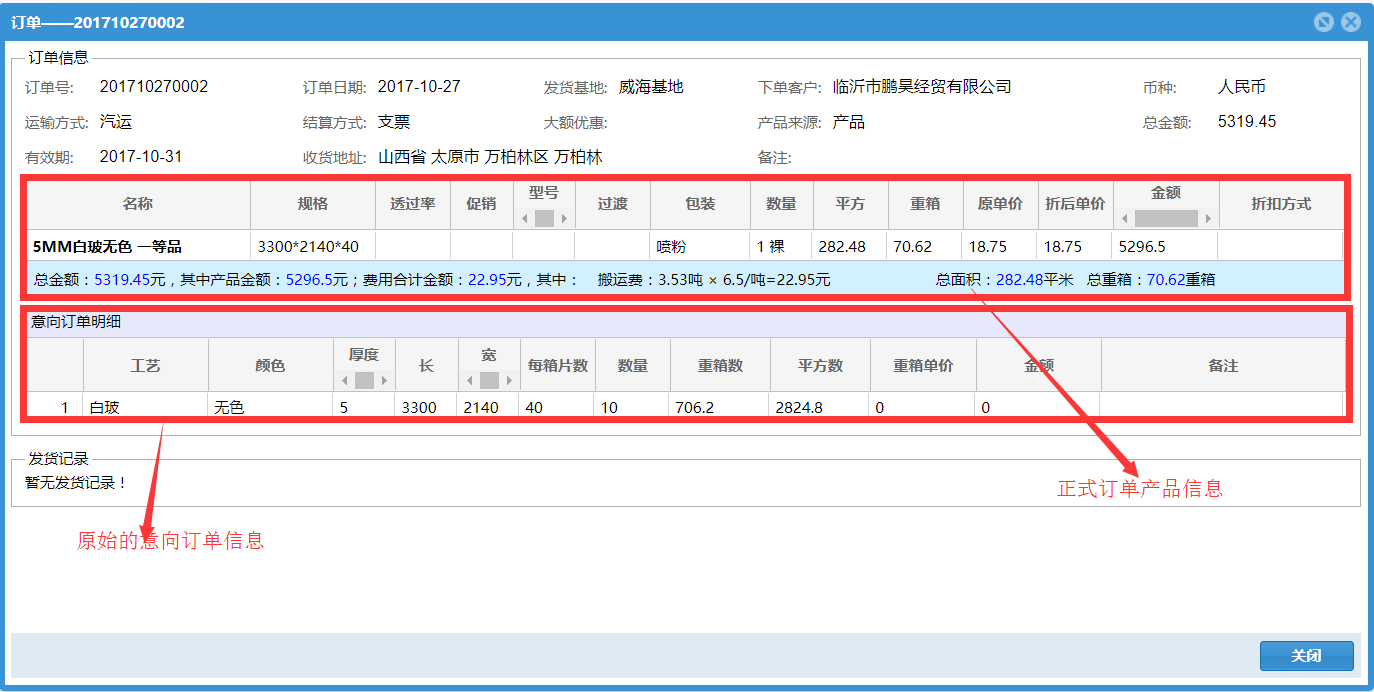 订单——201710270002
订单信息
订单号: 201710270002 订单日期: 2017-10-27 发货基地: 威海基地 下单客户: 临沂市鹏昊经贸有限公司 币种: 人民币
运输方式: 汽运 结算方式: 支票 大额优惠: 产品来源: 产品 总金额: 5319.45
有效期: 2017-10-31 收货地址: 山西省 太原市 万柏林区 万柏林 备注:
名称 规格 透过率 促销 型号 过渡 包装 数量 平方 重箱 原单价 折后单价 金额 折扣方式
5MM白玻无色 一等品 3300*2140*40 喷粉 1 裸 282.48 70.62 18.75 18.75 5296.5
总金额：5319.45元，其中产品金额：5296.5元；费用合计金额：22.95元，其中： 搬运费：3.53吨 × 6.5/吨=22.95元 总面积：282.48平米 总重箱：70.62重箱
意向订单明细
工艺 颜色 厚度 长 宽 每箱片数 数量 重箱数 平方数 重箱单价 金额 备注
1 白玻 无色 5 3300 2140 40 10 706.2 2824.8 0 0
发货记录
暂无发货记录！
正式订单产品信息
原始的意向订单信息
关闭